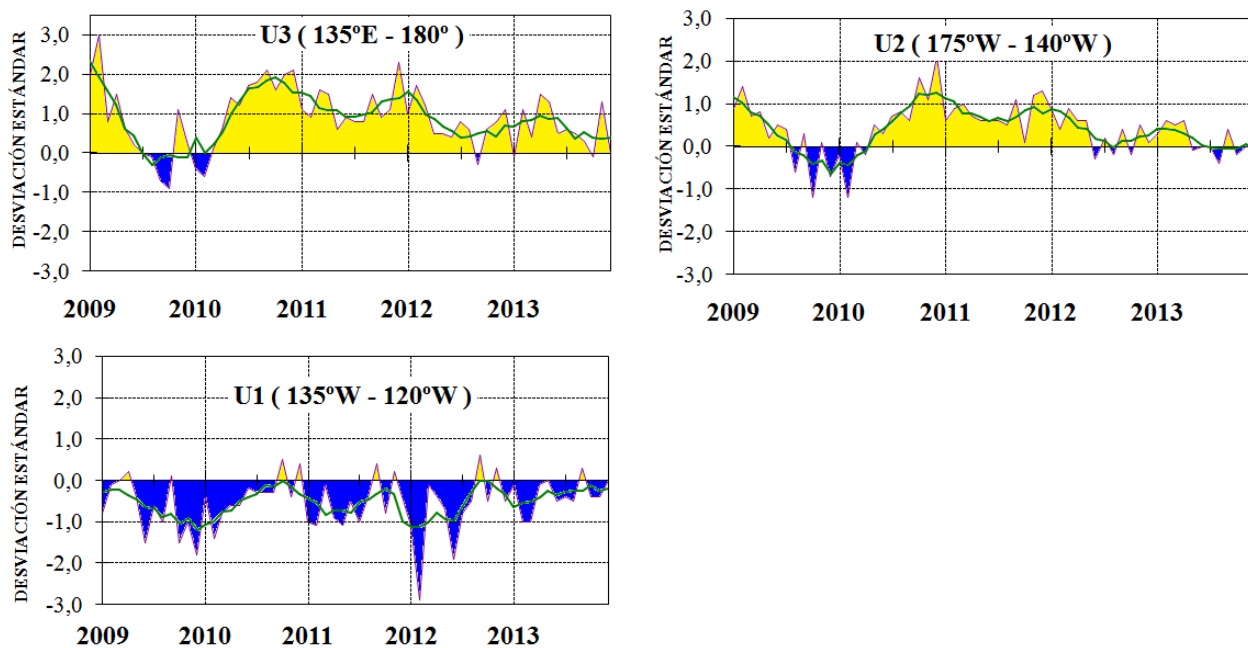 U3 ( 135ºE - 180º )
DESVIACIÓN ESTÁNDAR
3,0
2,0
1,0
0,0
-1,0
-2,0
-3,0
2009 2010 2011 2012 2013
U2 ( 175ºW - 140ºW )
DESVIACIÓN ESTÁNDAR
3,0
2,0
1,0
0,0
-1,0
-2,0
-3,0
2009 2010 2011 2012 2013
U1 ( 135ºW - 120ºW )
DESVIACIÓN ESTÁNDAR
3,0
2,0
1,0
0,0
-1,0
-2,0
-3,0
2009 2010 2011 2012 2013